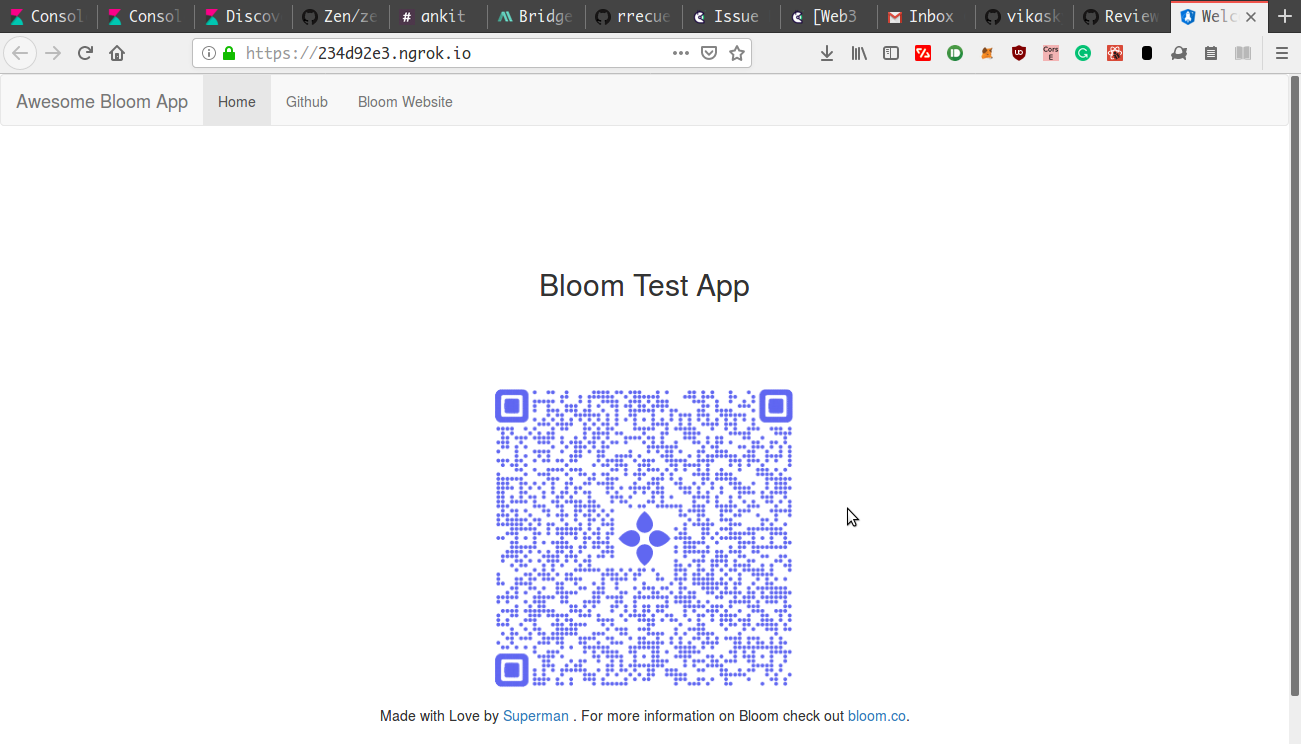 Consol Consol Discov Zen/ze # ankit Bridge rrecue Issue [Web3 Inbox vikask Review Welc
https://234d92e3.ngrok.io
Awesome Bloom App Home Github Bloom Website
Bloom Test App
Made with Love by Superman . For more information on Bloom check out bloom.co.